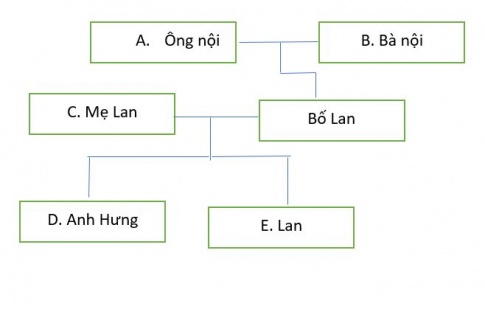 A. Ông nội
B. Bà nội
C. Mẹ Lan
Bố Lan
D. Anh Hưng
E. Lan